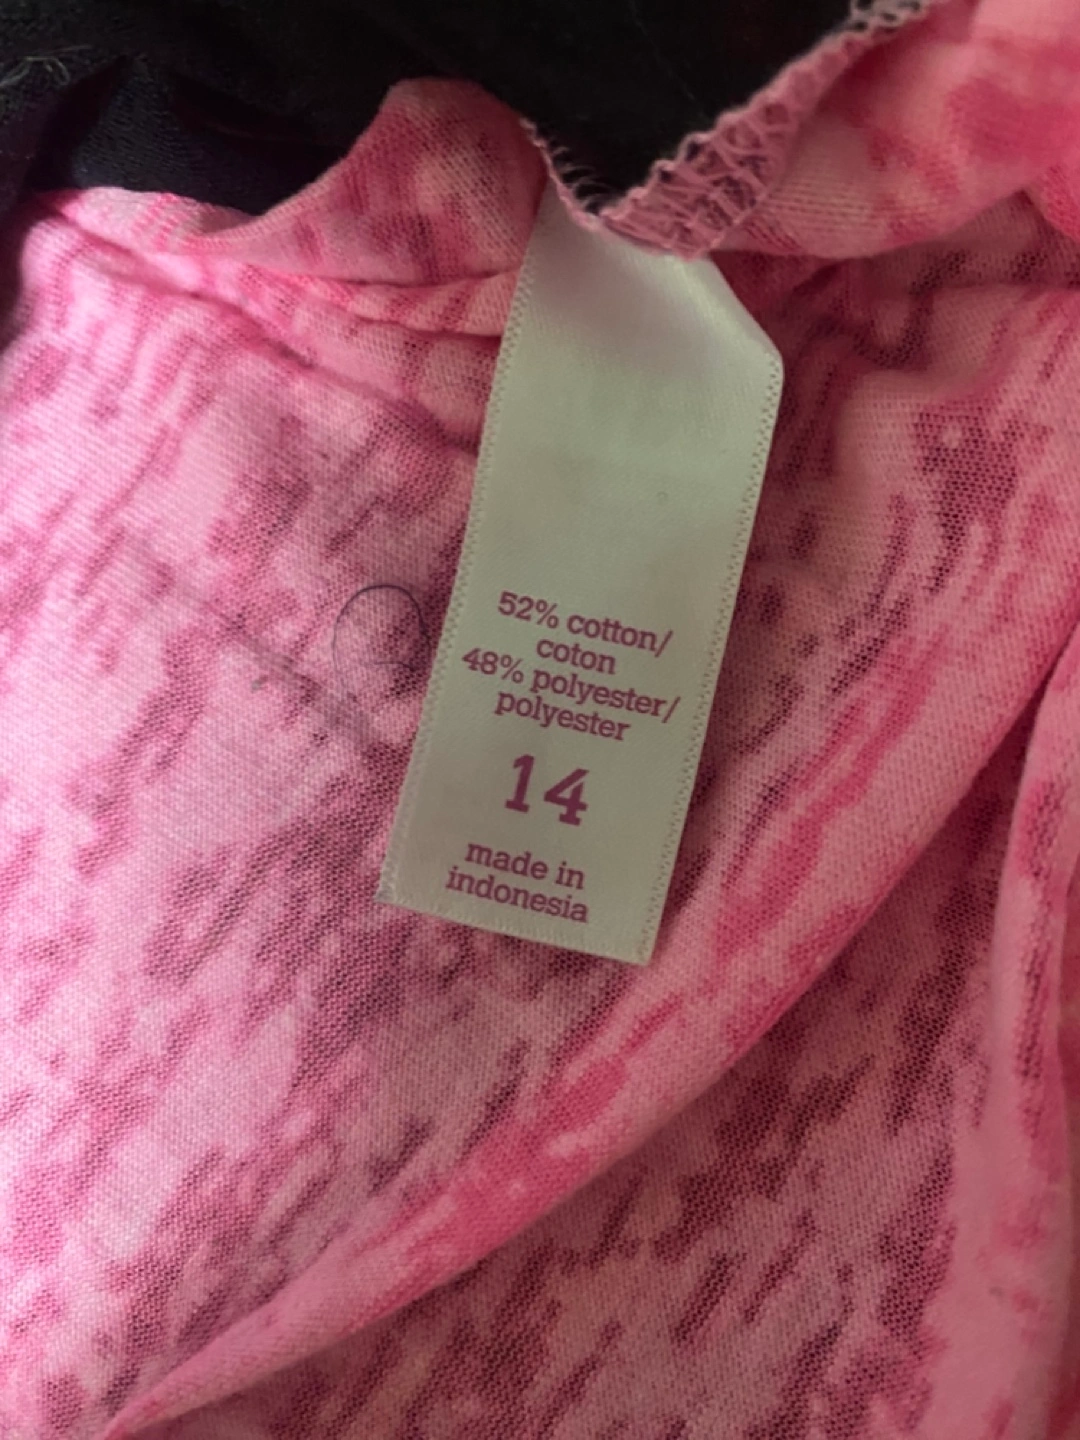 52% cotton/
coton
48% polyester/
polyester
14
made in
indonesia